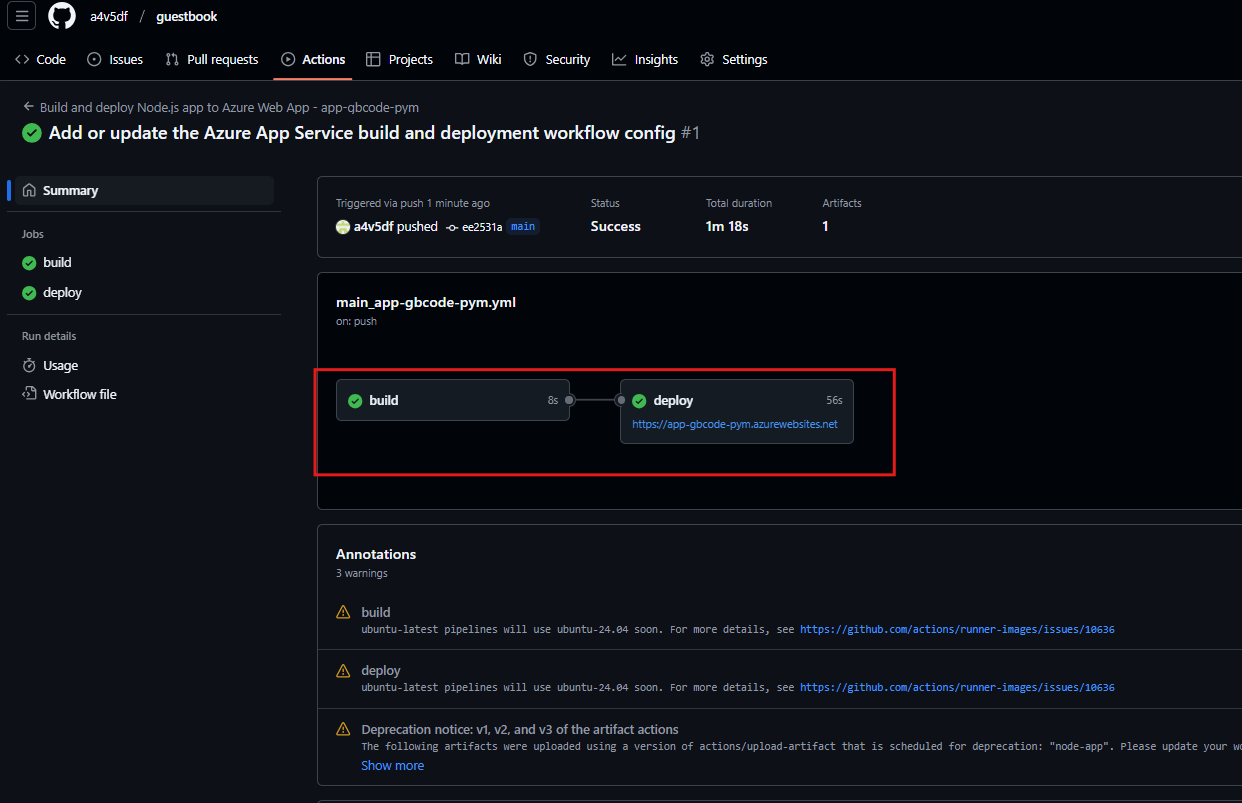 a4v5df / guestbook
Code Issues Pull requests Actions Projects Wiki Security Insights Settings
Build and deploy Node.js app to Azure Web App - app-gbcode-pym
Add or update the Azure App Service build and deployment workflow config #1
Summary
Jobs
build
deploy
Run details
Usage
Workflow file
Triggered via push 1 minute ago
a4v5df pushed ee2531a main
Status
Success
Total duration
1m 18s
Artifacts
1
main_app-gbcode-pym.yml
on: push
build 8s
deploy 56s
https://app-gbcode-pym.azurewebsites.net
Annotations
3 warnings
build
ubuntu-latest pipelines will use ubuntu-24.04 soon. For more details, see https://github.com/actions/runner-images/issues/10636
deploy
ubuntu-latest pipelines will use ubuntu-24.04 soon. For more details, see https://github.com/actions/runner-images/issues/10636
Deprecation notice: v1, v2, and v3 of the artifact actions
The following artifacts were uploaded using a version of actions/upload-artifact that is scheduled for deprecation: "node-app". Please update your
Show more